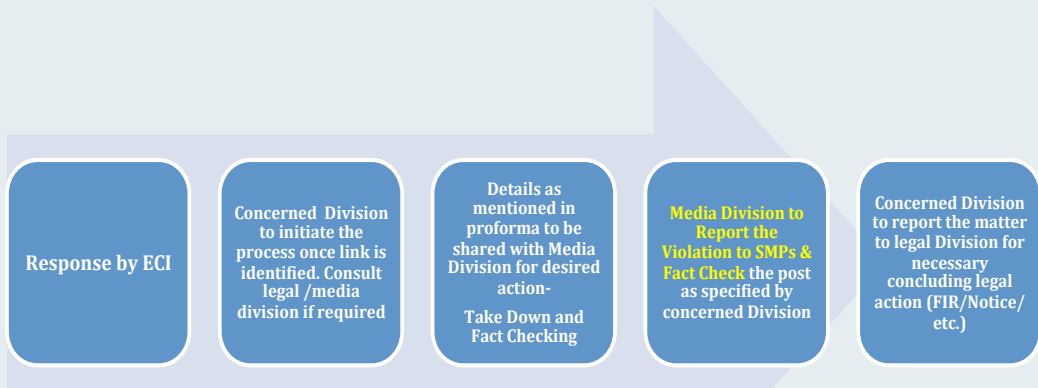 Response by ECI
Concerned Division
to initiate the
process once link is
identified. Consult
legal /media
division if required
Details as
mentioned in
proforma to be
shared with Media
Division for desired
action-
Take Down and
Fact Checking
Media Division to
Report the
Violation to SMPs &
Fact Check the post
as specified by
concerned Division
Concerned Division
to report the matter
to legal Division for
necessary
concluding legal
action (FIR/Notice/
etc.)